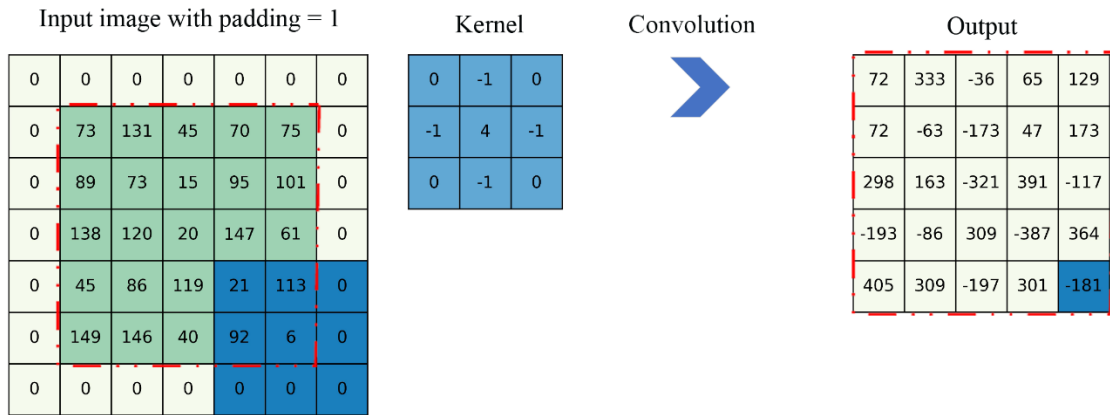 Input image with padding = 1
Kernel
Convolution
Output
0 0 0 0 0 0 0
0 73 131 45 70 75 0
0 89 73 15 95 101 0
0 138 120 20 147 61 0
0 45 86 119 21 113 0
0 149 146 40 92 6 0
0 0 0 0 0 0 0
0 -1 0
-1 4 -1
0 -1 0
72 333 -36 65 129
72 -63 -173 47 173
298 163 -321 391 -117
-193 -86 309 -387 364
405 309 -197 301 -181